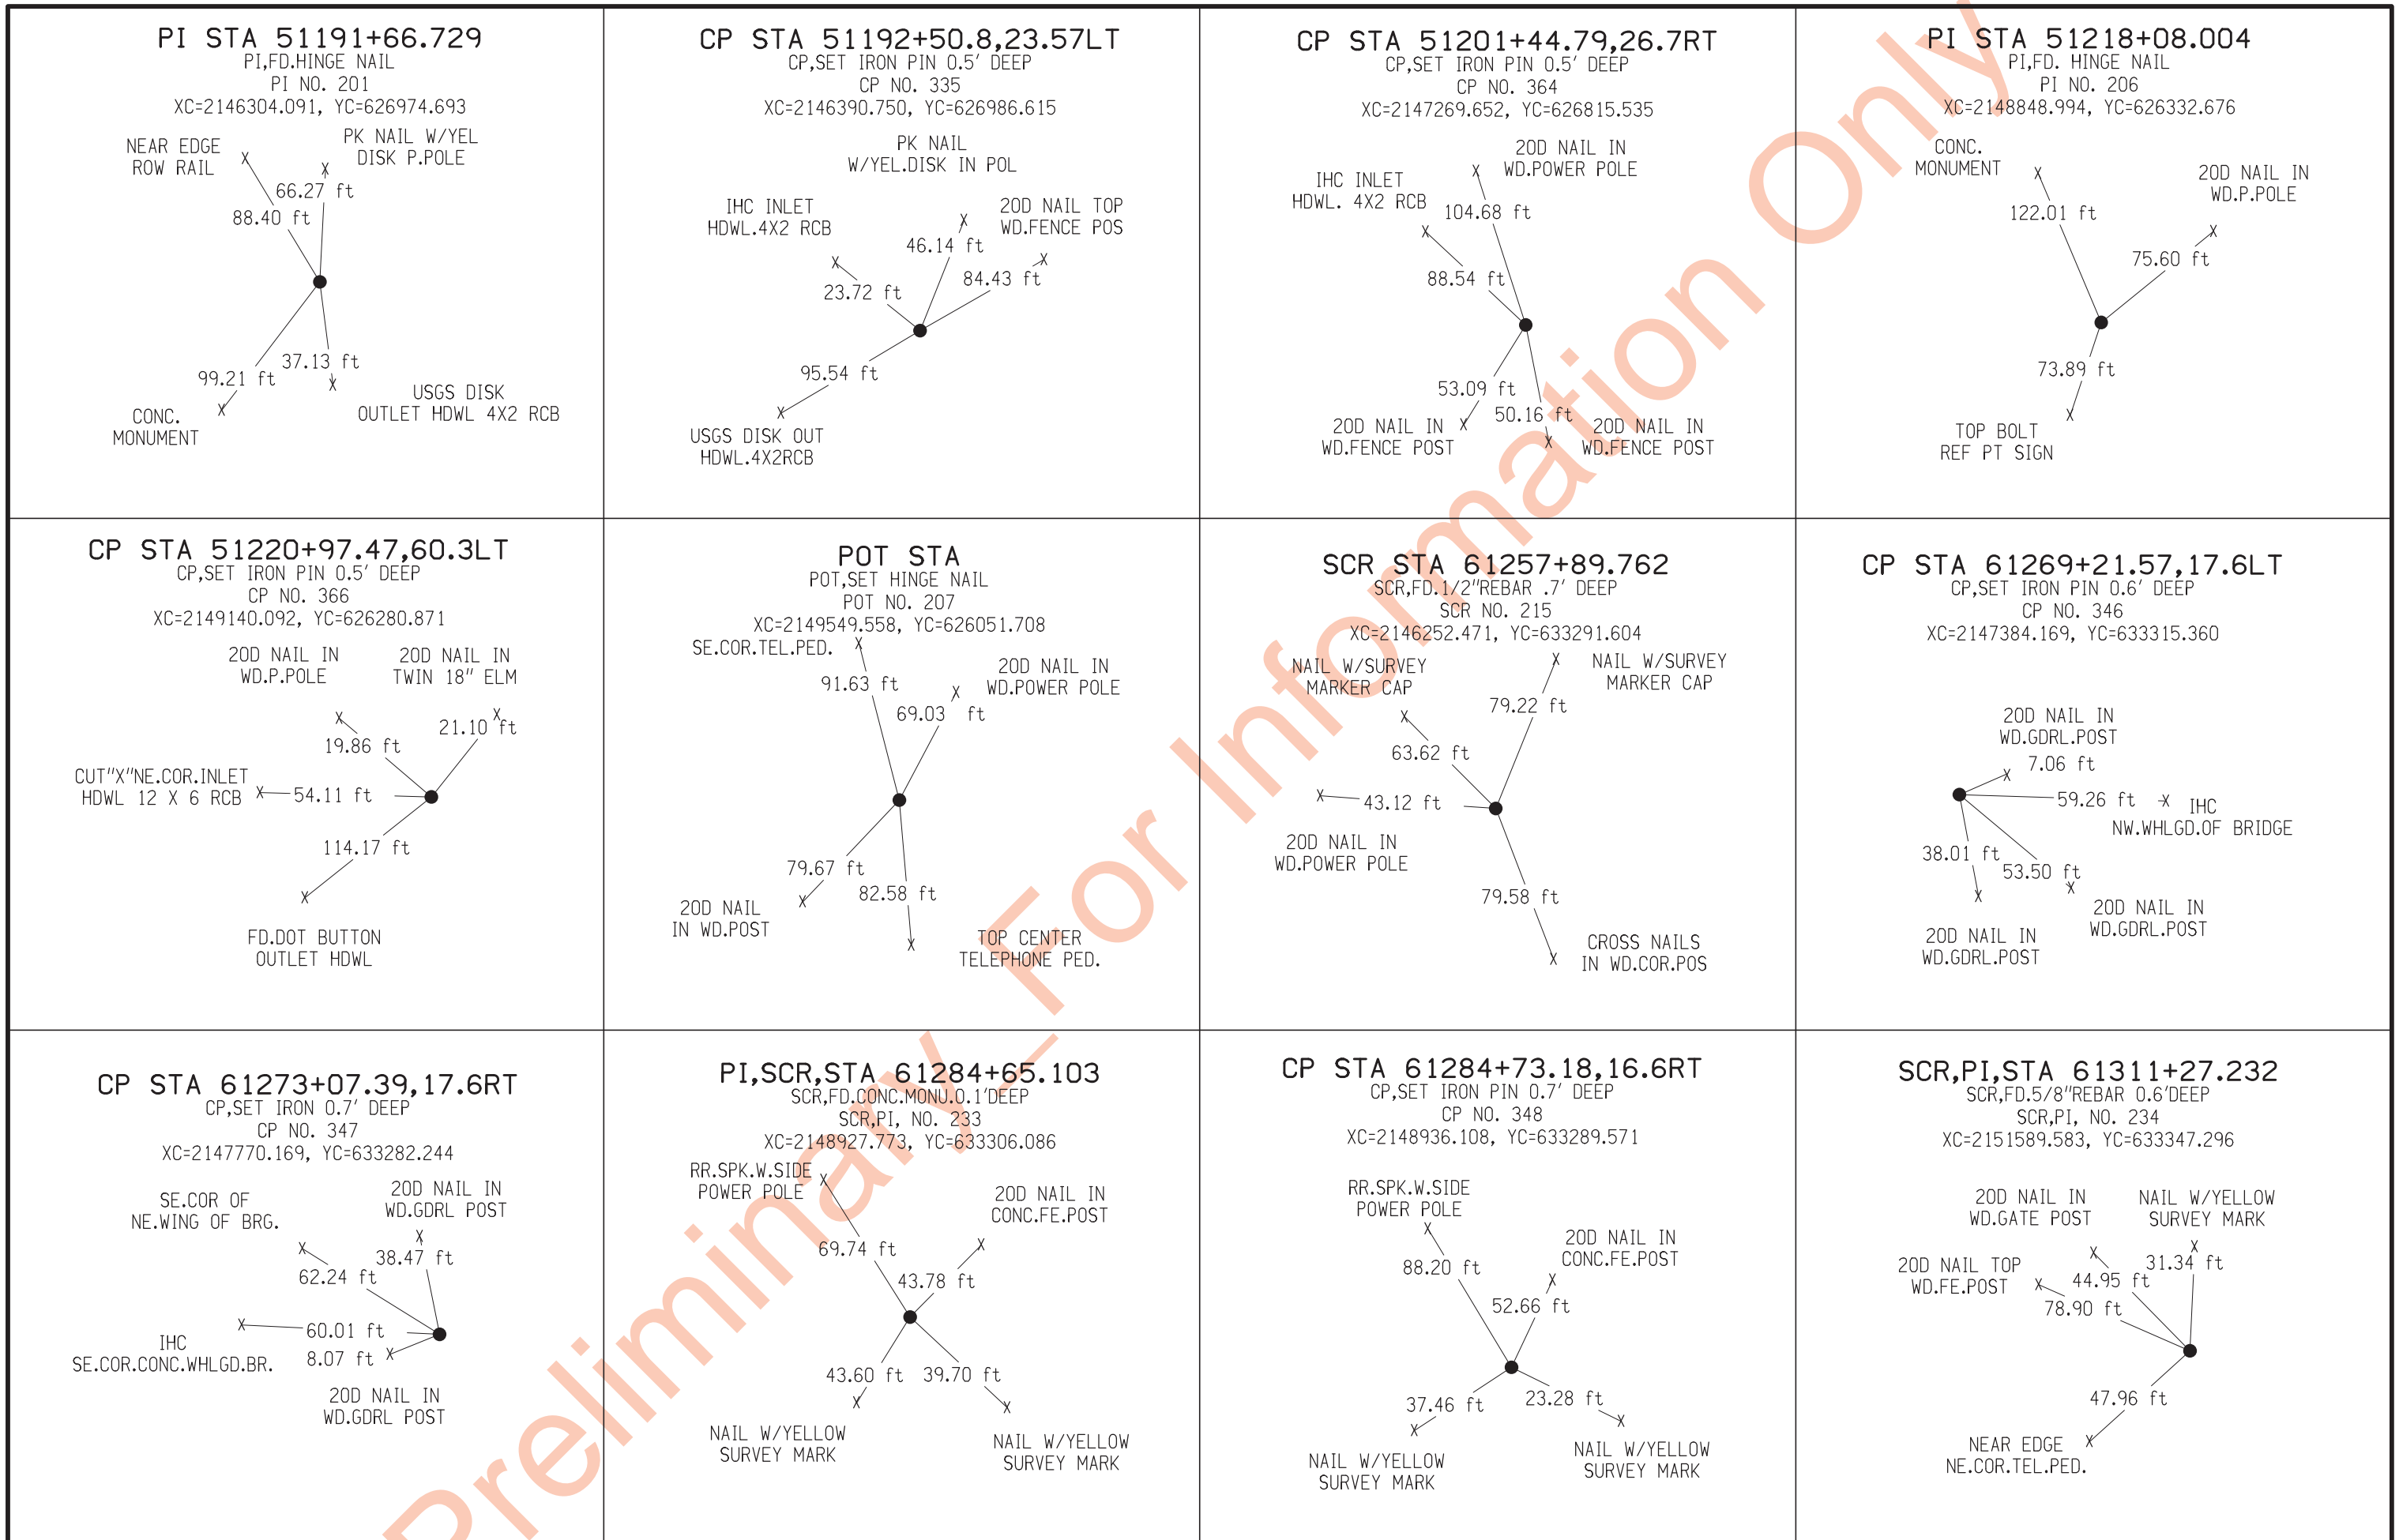 PI STA 51191+66.729
PI,FD.HINGE NAIL
PI NO. 201
XC=2146304.091, YC=626974.693
NEAR EDGE
ROW RAIL
PK NAIL W/YEL
DISK P.POLE
66.27 ft
88.40 ft
37.13 ft
99.21 ft
USGS DISK
OUTLET HDWL 4X2 RCB
CONC.
MONUMENT
CP STA 51192+50.8,23.57LT
CP,SET IRON PIN 0.5' DEEP
CP NO. 335
XC=2146390.750, YC=626986.615
PK NAIL
W/YEL.DISK IN POL
IHC INLET
HDWL.4X2 RCB
20D NAIL TOP
WD.FENCE POS
46.14 ft
84.43 ft
23.72 ft
95.54 ft
USGS DISK OUT
HDWL.4X2RCB
CP STA 51201+44.79,26.7RT
CP,SET IRON PIN 0.5' DEEP
CP NO. 364
XC=2147269.652, YC=626815.535
20D NAIL IN
WD.POWER POLE
IHC INLET
HDWL. 4X2 RCB
104.68 ft
88.54 ft
53.09 ft
50.16 ft
20D NAIL IN
WD.FENCE POST
20D NAIL IN
WD.FENCE POST
PI STA 51218+08.004
PI,FD. HINGE NAIL
PI NO. 206
XC=2148848.994, YC=626332.676
CONC.
MONUMENT
20D NAIL IN
WD.P.POLE
122.01 ft
75.60 ft
73.89 ft
TOP BOLT
REF PT SIGN
CP STA 51220+97.47,60.3LT
CP,SET IRON PIN 0.5' DEEP
CP NO. 366
XC=2149140.092, YC=626280.871
20D NAIL IN
WD.P.POLE
20D NAIL IN
TWIN 18" ELM
21.10 ft
19.86 ft
CUT"X"NE.COR.INLET
HDWL 12 X 6 RCB
54.11 ft
114.17 ft
FD.DOT BUTTON
OUTLET HDWL
POT STA
POT,SET HINGE NAIL
POT NO. 207
XC=2149549.558, YC=626051.708
SE.COR.TEL.PED.
20D NAIL IN
WD.POWER POLE
91.63 ft
69.03 ft
79.67 ft
82.58 ft
20D NAIL
IN WD.POST
TOP CENTER
TELEPHONE PED.
SCR STA 61257+89.762
SCR,FD.1/2"REBAR .7' DEEP
SCR NO. 215
XC=2146252.471, YC=633291.604
NAIL W/SURVEY
MARKER CAP
NAIL W/SURVEY
MARKER CAP
79.22 ft
63.62 ft
43.12 ft
20D NAIL IN
WD.POWER POLE
79.58 ft
CROSS NAILS
IN WD.COR.POS
CP STA 61269+21.57,17.6LT
CP,SET IRON PIN 0.6' DEEP
CP NO. 346
XC=2147384.169, YC=633315.360
20D NAIL IN
WD.GDRL.POST
7.06 ft
59.26 ft
IHC
NW.WHLGD.OF BRIDGE
38.01 ft
53.50 ft
20D NAIL IN
WD.GDRL.POST
20D NAIL IN
WD.GDRL.POST
CP STA 61273+07.39,17.6RT
CP,SET IRON 0.7' DEEP
CP NO. 347
XC=2147770.169, YC=633282.244
SE.COR OF
NE.WING OF BRG.
20D NAIL IN
WD.GDRL POST
38.47 ft
62.24 ft
60.01 ft
IHC
SE.COR.CONC.WHLGD.BR.
8.07 ft
20D NAIL IN
WD.GDRL POST
PI,SCR,STA 61284+65.103
SCR,FD.CONC.MONU.0.1'DEEP
SCR,PI, NO. 233
XC=2148927.773, YC=633306.086
RR.SPK.W.SIDE
POWER POLE
20D NAIL IN
CONC.FE.POST
69.74 ft
43.78 ft
43.60 ft
39.70 ft
NAIL W/YELLOW
SURVEY MARK
NAIL W/YELLOW
SURVEY MARK
CP STA 61284+73.18,16.6RT
CP,SET IRON PIN 0.7' DEEP
CP NO. 348
XC=2148936.108, YC=633289.571
RR.SPK.W.SIDE
POWER POLE
20D NAIL IN
CONC.FE.POST
88.20 ft
52.66 ft
37.46 ft
23.28 ft
NAIL W/YELLOW
SURVEY MARK
NAIL W/YELLOW
SURVEY MARK
SCR,PI,STA 61311+27.232
SCR,FD.5/8"REBAR 0.6'DEEP
SCR,PI, NO. 234
XC=2151589.583, YC=633347.296
20D NAIL IN
WD.GATE POST
NAIL W/YELLOW
SURVEY MARK
20D NAIL TOP
WD.FE.POST
31.34 ft
44.95 ft
78.90 ft
47.96 ft
NEAR EDGE
NE.COR.TEL.PED.
Preliminary_For Information Only